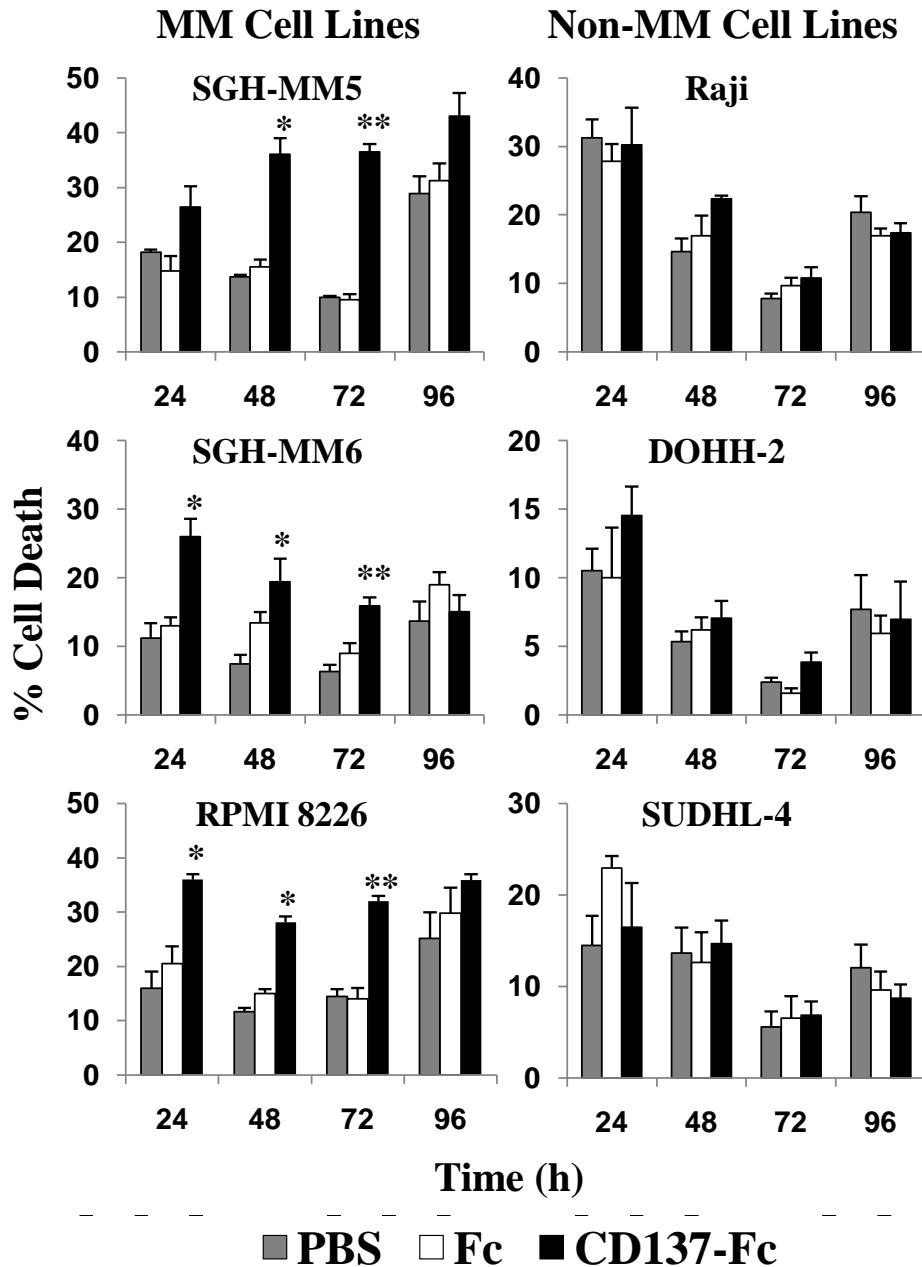 MM Cell Lines
Non-MM Cell Lines
SGH-MM5
50
40
30
20
10
0
* **
24 48 72 96
Raji
40
30
20
10
0
24 48 72 96
% Cell Death
SGH-MM6
40
30
20
10
0
* * **
24 48 72 96
DOHH-2
20
15
10
5
0
24 48 72 96
RPMI 8226
50
40
30
20
10
0
* * **
24 48 72 96
SUDHL-4
30
20
10
0
24 48 72 96
Time (h)
PBS Fc CD137-Fc